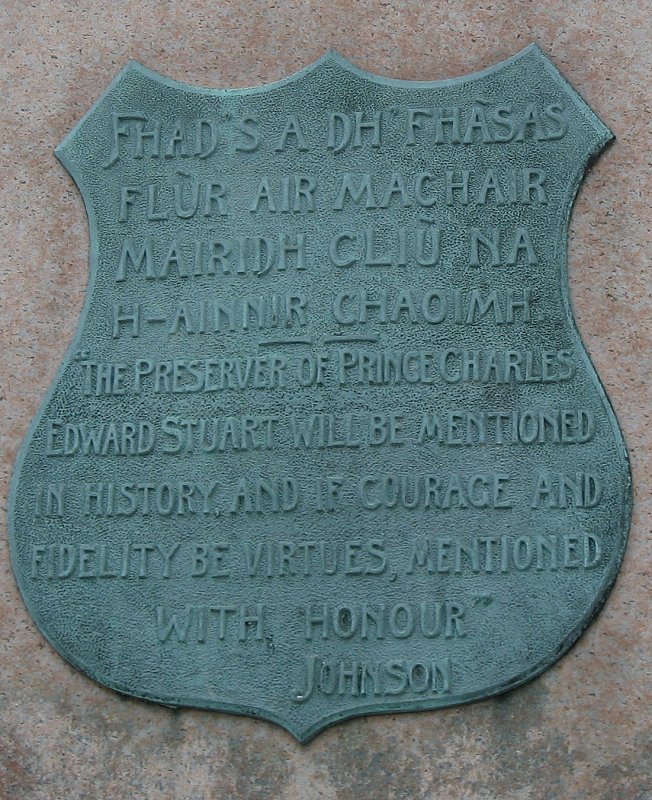 FHAD'S A DH'FHÀSAS
FLÙR AIR MACHAIR
MAIRIDH CLIÙ NA
H-AINNIR CHAOIMH.
"THE PRESERVER OF PRINCE CHARLES
EDWARD STUART WILL BE MENTIONED
IN HISTORY, AND IF COURAGE AND
FIDELITY BE VIRTUES, MENTIONED
WITH HONOUR"
JOHNSON